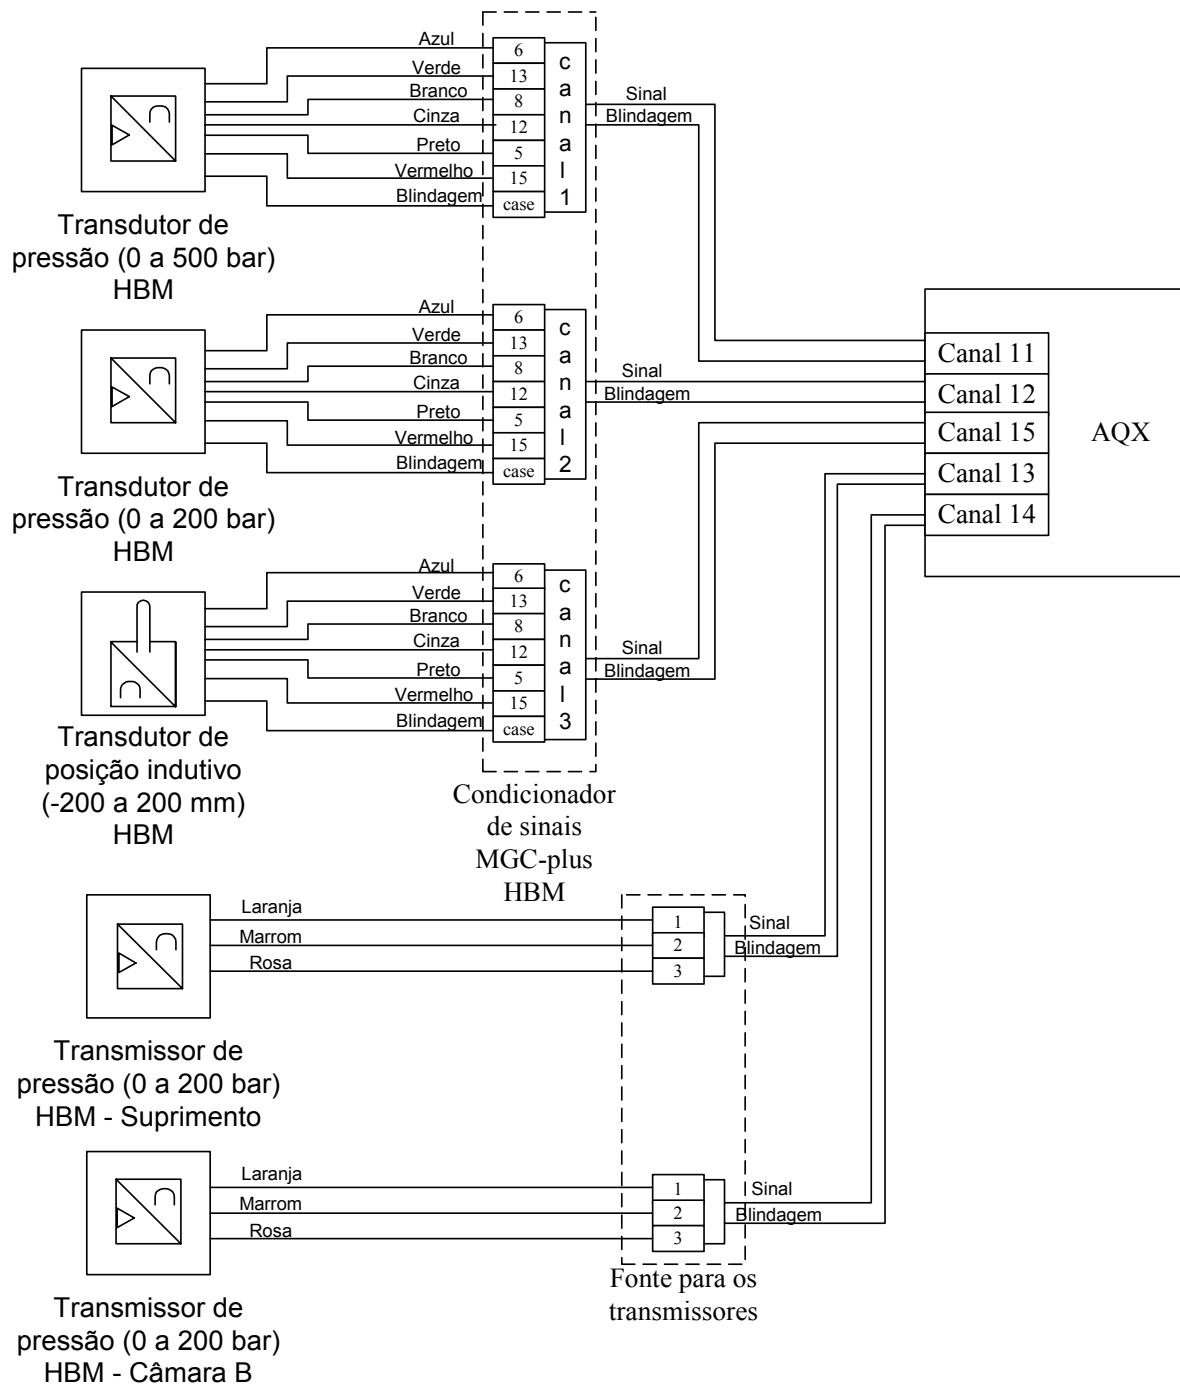 Azul
Verde
Branco
Cinza
Preto
Vermelho
Blindagem
6
13
8
12
5
15
case
canal1
Sinal
Blindagem
Transdutor de
pressão (0 a 500 bar)
HBM
Azul
Verde
Branco
Cinza
Preto
Vermelho
Blindagem
6
13
8
12
5
15
case
canal2
Sinal
Blindagem
Transdutor de
pressão (0 a 200 bar)
HBM
Canal 11
Canal 12
Canal 15
Canal 13
Canal 14
AQX
Azul
Verde
Branco
Cinza
Preto
Vermelho
Blindagem
6
13
8
12
5
15
case
canal3
Sinal
Blindagem
Transdutor de
posição indutivo
(-200 a 200 mm)
HBM
Condicionador
de sinais
MGC-plus
HBM
Laranja
Marrom
Rosa
1
2
3
Sinal
Blindagem
Transmissor de
pressão (0 a 200 bar)
HBM - Suprimento
Laranja
Marrom
Rosa
1
2
3
Sinal
Blindagem
Fonte para os
transmissores
Transmissor de
pressão (0 a 200 bar)
HBM - Câmara B